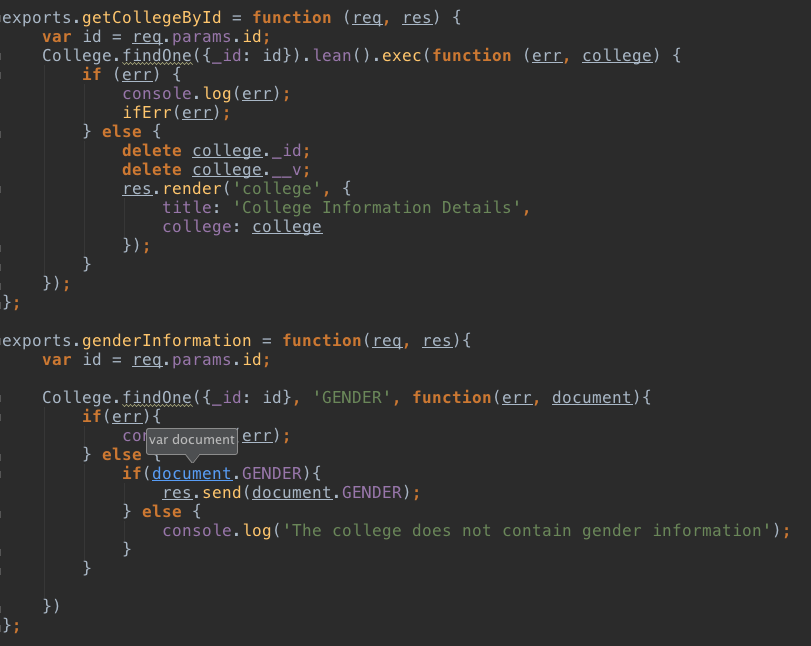 exports.getCollegeById = function (req, res) {
    var id = req.params.id;
    College.findOne({_id: id}).lean().exec(function (err, college) {
        if (err) {
            console.log(err);
            ifErr(err);
        } else {
            delete college._id;
            delete college.__v;
            res.render('college', {
                title: 'College Information Details',
                college: college
            });
        }
    });
};
exports.genderInformation = function(req, res){
    var id = req.params.id;
    College.findOne({_id: id}, 'GENDER', function(err, document){
        if(err){
            con err);
var document
        } else {
            if(document.GENDER){
                res.send(document.GENDER);
            } else {
                console.log('The college does not contain gender information');
            }
        }
    })
};